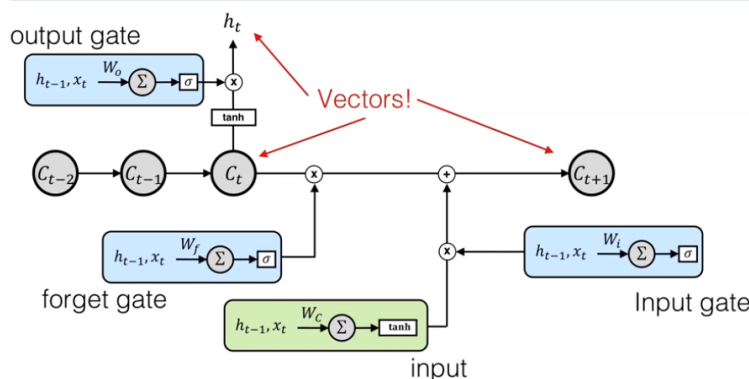 h_t
output gate
h_{t-1}, x_t W_o Σ σ x
Vectors!
tanh
C_{t-2} C_{t-1} C_t x + C_{t+1}
h_{t-1}, x_t W_f Σ σ
x
h_{t-1}, x_t W_i Σ σ
forget gate
Input gate
h_{t-1}, x_t W_C Σ tanh
input